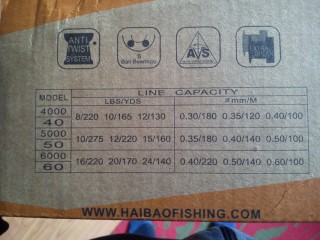 ANTI
TWIST
SYSTEM
5
Ball Bearings
AVS
MODEL LINE CAPACITY
LBS/YDS ømm/M
4000
40 8/220 10/165 12/130 0.30/180 0.35/120 0.40/100
5000
50 10/275 12/220 15/160 0.35/180 0.40/140 0.50/100
6000
60 16/220 20/170 24/140 0.40/220 0.50/140 0.60/100
WWW.HAIBAOFISHING.COM